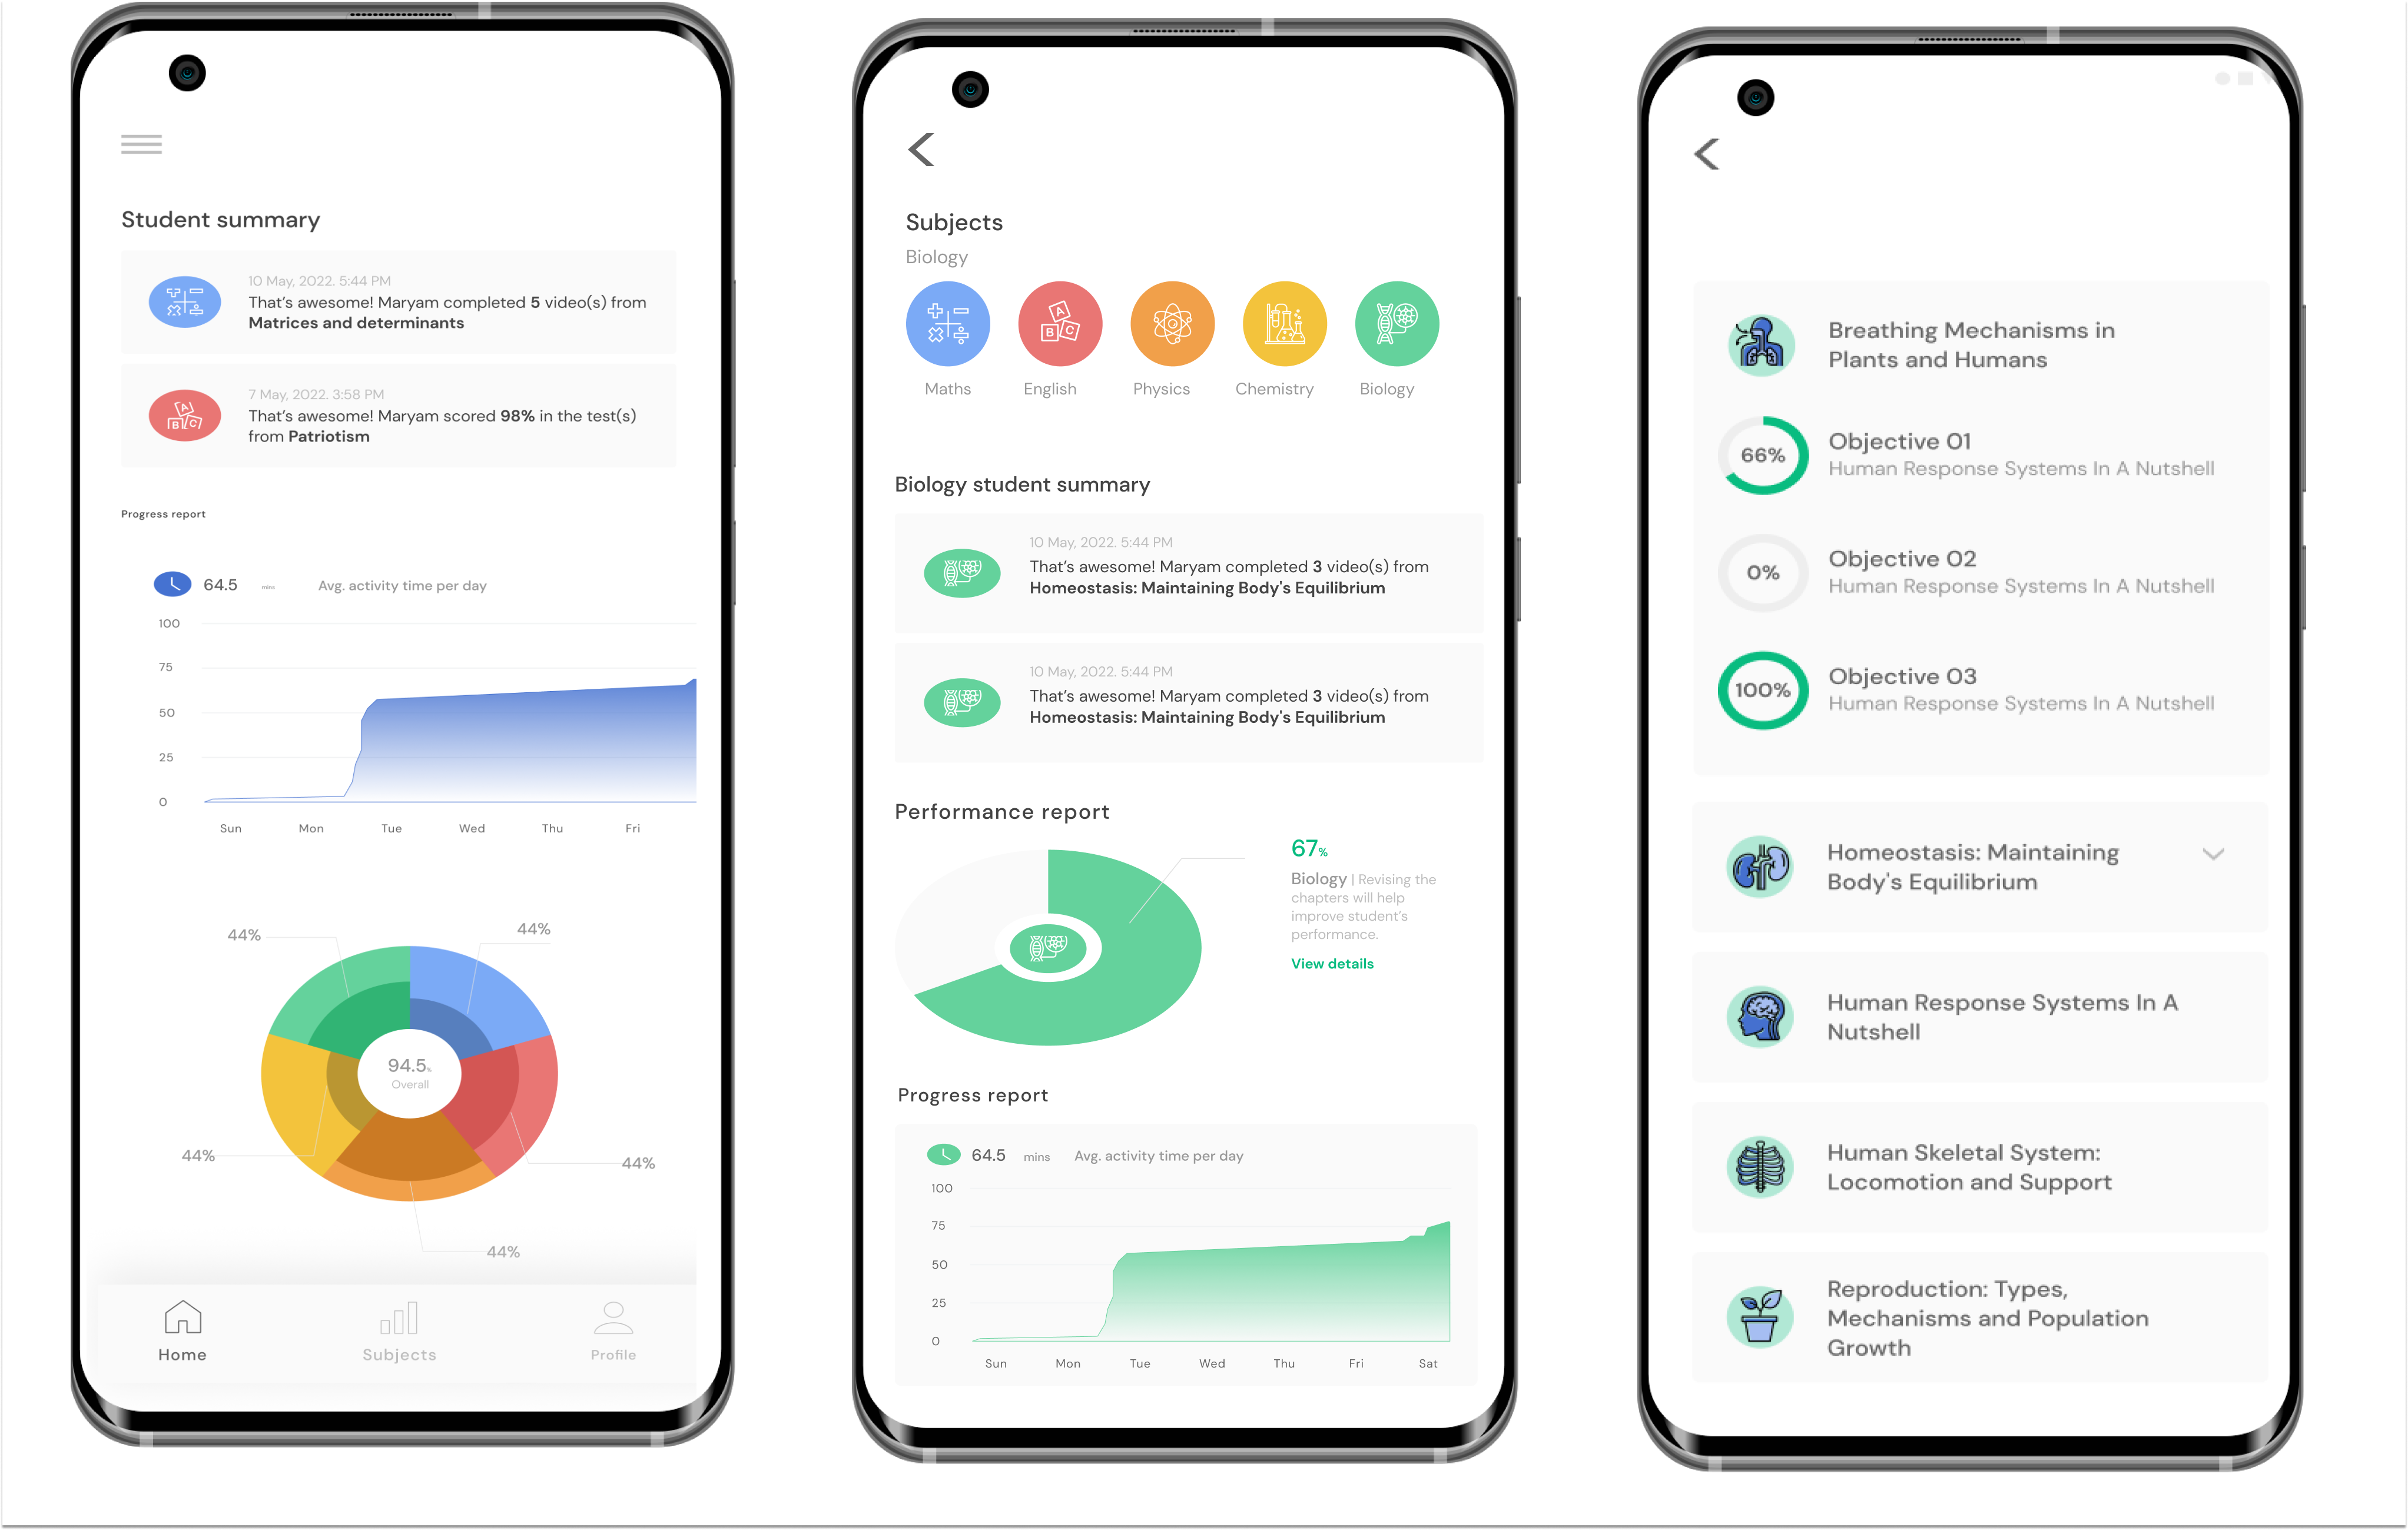 Student summary
10 May, 2022. 5:44 PM
That's awesome! Maryam completed 5 video(s) from
Matrices and determinants
7 May, 2022. 3:58 PM
That's awesome! Maryam scored 98% in the test(s)
from Patriotism
Progress report
64.5 mins Avg. activity time per day
100
75
50
25
0
Sun Mon Tue Wed Thu Fri
44% 44%
94.5%
Overall
44% 44%
44%
Home Subjects Profile
Subjects
Biology
A
B C
Maths English Physics Chemistry Biology
Biology student summary
10 May, 2022. 5:44 PM
That's awesome! Maryam completed 3 video(s) from
Homeostasis: Maintaining Body's Equilibrium
10 May, 2022. 5:44 PM
That's awesome! Maryam completed 3 video(s) from
Homeostasis: Maintaining Body's Equilibrium
Performance report
67%
Biology | Revising the
chapters will help
improve student's
performance.
View details
Progress report
64.5 mins Avg. activity time per day
100
75
50
25
0
Sun Mon Tue Wed Thu Fri Sat
Breathing Mechanisms in
Plants and Humans
66% Objective 01
Human Response Systems In A Nutshell
0% Objective 02
Human Response Systems In A Nutshell
100% Objective 03
Human Response Systems In A Nutshell
Homeostasis: Maintaining
Body's Equilibrium
Human Response Systems In A
Nutshell
Human Skeletal System:
Locomotion and Support
Reproduction: Types,
Mechanisms and Population
Growth